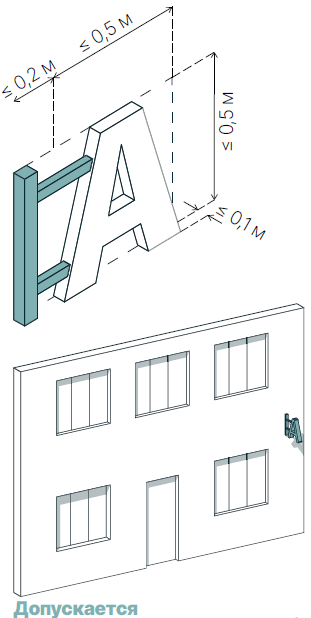 ≤ 0,5 м
≤ 0,2 м
A
≤ 0,5 м
≤ 0,1 м
A
Допускается